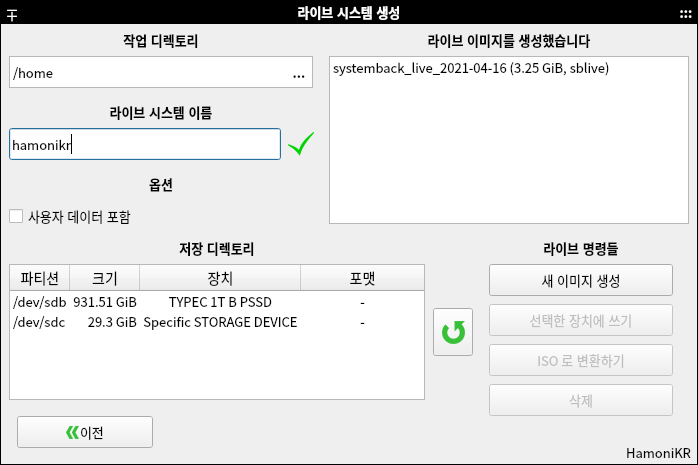 라이브 시스템 생성
작업 디렉토리
/home
...
라이브 시스템 이름
hamonikr
옵션
사용자 데이터 포함
라이브 이미지를 생성했습니다
systemback_live_2021-04-16 (3.25 GiB, sblive)
저장 디렉토리
파티션 크기 장치 포맷
/dev/sdb 931.51 GiB TYPEC 1T B PSSD -
/dev/sdc 29.3 GiB Specific STORAGE DEVICE -
라이브 명령들
새 이미지 생성
선택한 장치에 쓰기
ISO 로 변환하기
삭제
이전
HamoniKR